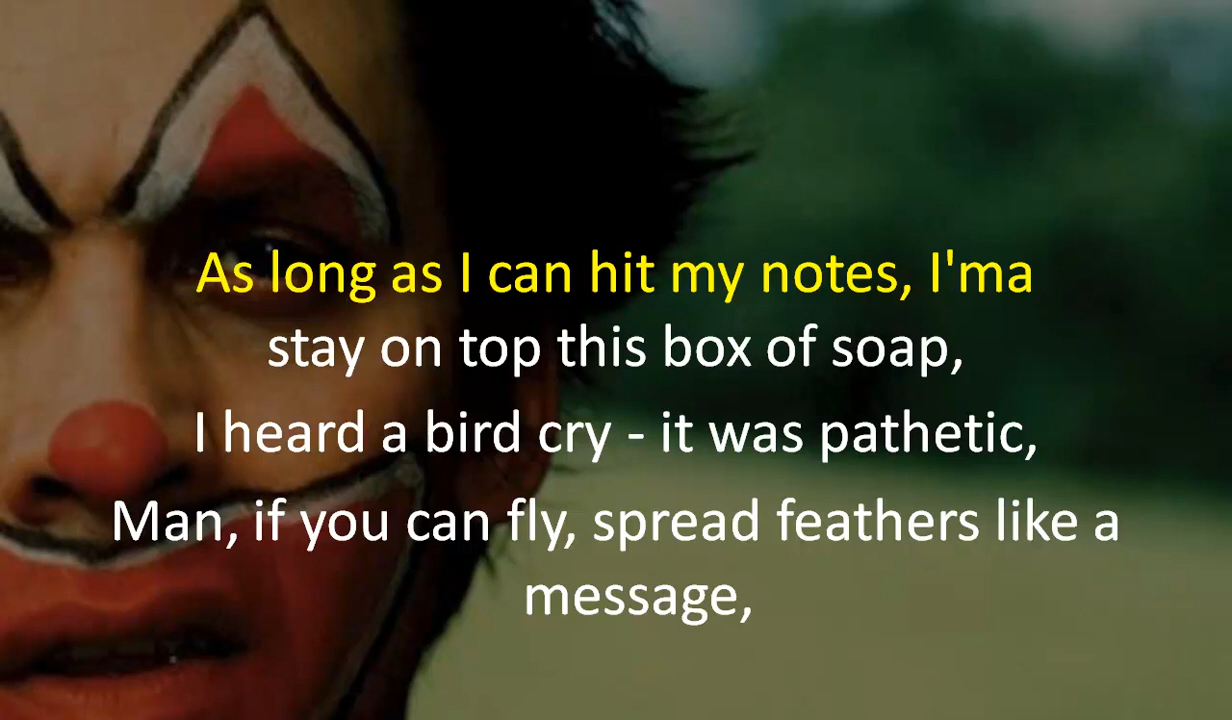 As long as I can hit my notes, I'ma
stay on top this box of soap,
I heard a bird cry - it was pathetic,
Man, if you can fly, spread feathers like a
message,